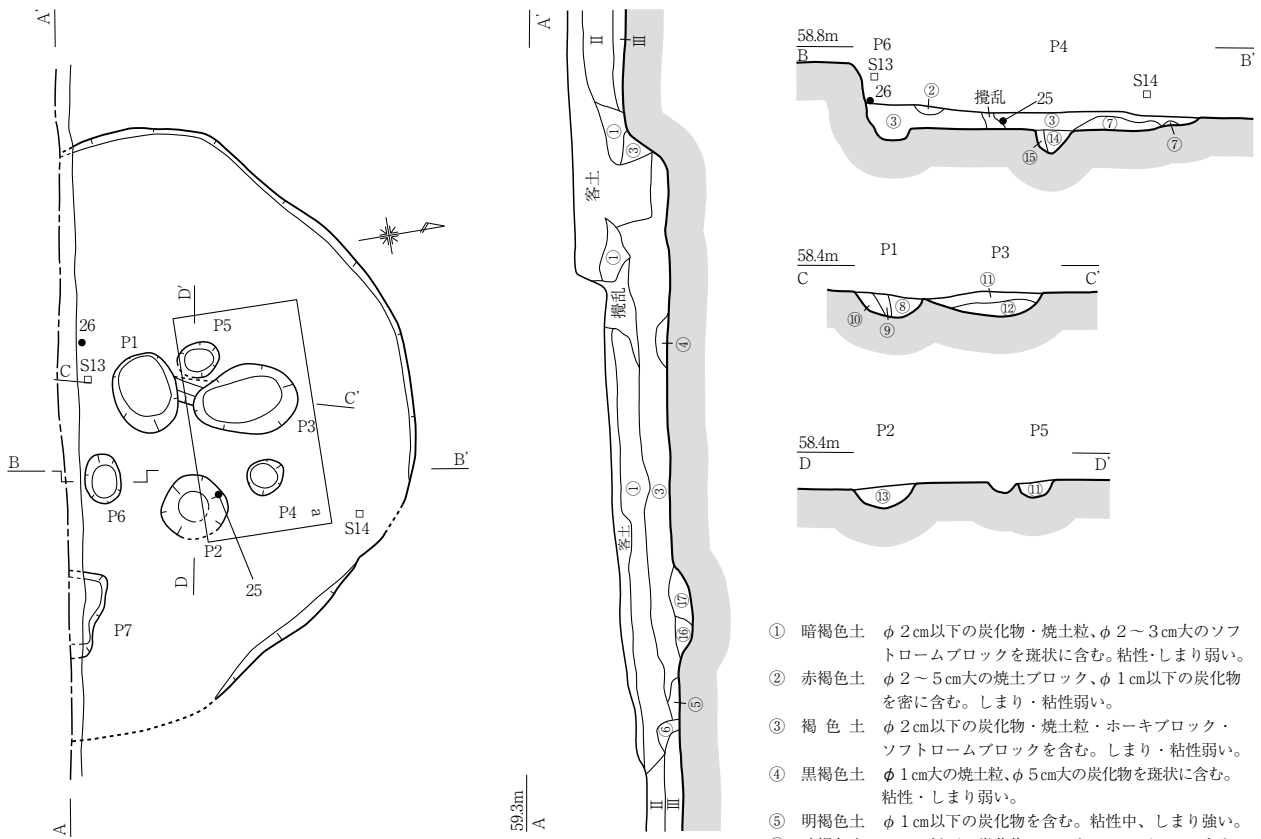 A'
26
P1
P5
D'
S13
C
C'
P3
B
B'
P6
P4
a
S14
P2
D
25
P7
A
A'
Ⅱ
Ⅲ
①
③
客土
①
攪乱
④
①
③
客土
⑰
⑯
⑤
⑥
Ⅱ
Ⅲ
59.3m
A
58.8m
B
P6
P4
B'
S13
S14
26
②
攪乱
25
③
③
⑦
⑦
⑭
⑮
P1
P3
58.4m
C
C'
⑪
⑧
⑫
⑩
⑨
P2
P5
58.4m
D
D'
⑬
⑪
① 暗褐色土 φ2㎝以下の炭化物・焼土粒、φ2～3㎝大のソフ
トロームブロックを斑状に含む。粘性・しまり弱い。
② 赤褐色土 φ2～5㎝大の焼土ブロック、φ1㎝以下の炭化物
を密に含む。しまり・粘性弱い。
③ 褐色土 φ2㎝以下の炭化物・焼土粒・ホーキブロック・
ソフトロームブロックを含む。しまり・粘性弱い。
④ 黒褐色土 φ1㎝大の焼土粒、φ5㎝大の炭化物を斑状に含む。
粘性・しまり弱い。
⑤ 明褐色土 φ1㎝以下の炭化物を含む。粘性中、しまり強い。